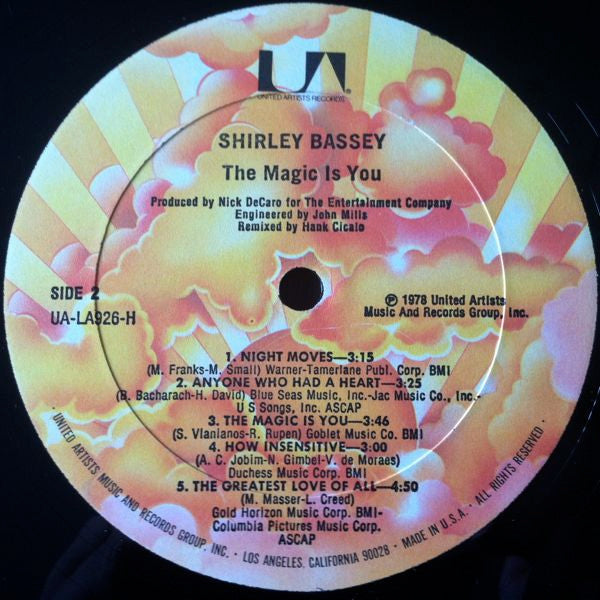 UA
UNITED ARTISTS RECORDS
SHIRLEY BASSEY
The Magic Is You
Produced by Nick DeCaro for The Entertainment Company
Engineered by John Mills
Remixed by Hank Cicalo
SIDE 2
UA-LA926-H
℗ 1978 United Artists
Music And Records Group, Inc.
1. NIGHT MOVES—3:15
(M. Franks-M. Small) Warner-Tamerlane Publ. Corp. BMI
2. ANYONE WHO HAD A HEART—3:25
(B. Bacharach-H. David) Blue Seas Music, Inc.-Jac Music Co., Inc.-
U S Songs, Inc. ASCAP
3. THE MAGIC IS YOU—3:46
(S. Vlanianos-R. Rupen) Goblet Music Co. BMI
4. HOW INSENSITIVE—3:00
(A. C. Jobim-N. Gimbel-V. de Moraes)
Duchess Music Corp. BMI
5. THE GREATEST LOVE OF ALL—4:50
(M. Masser-L. Creed)
Gold Horizon Music Corp. BMI-
Columbia Pictures Music Corp.
ASCAP
· UNITED ARTISTS MUSIC AND RECORDS GROUP, INC. · LOS ANGELES, CALIFORNIA 90028 · MADE IN U.S.A. · ALL RIGHTS RESERVED ·